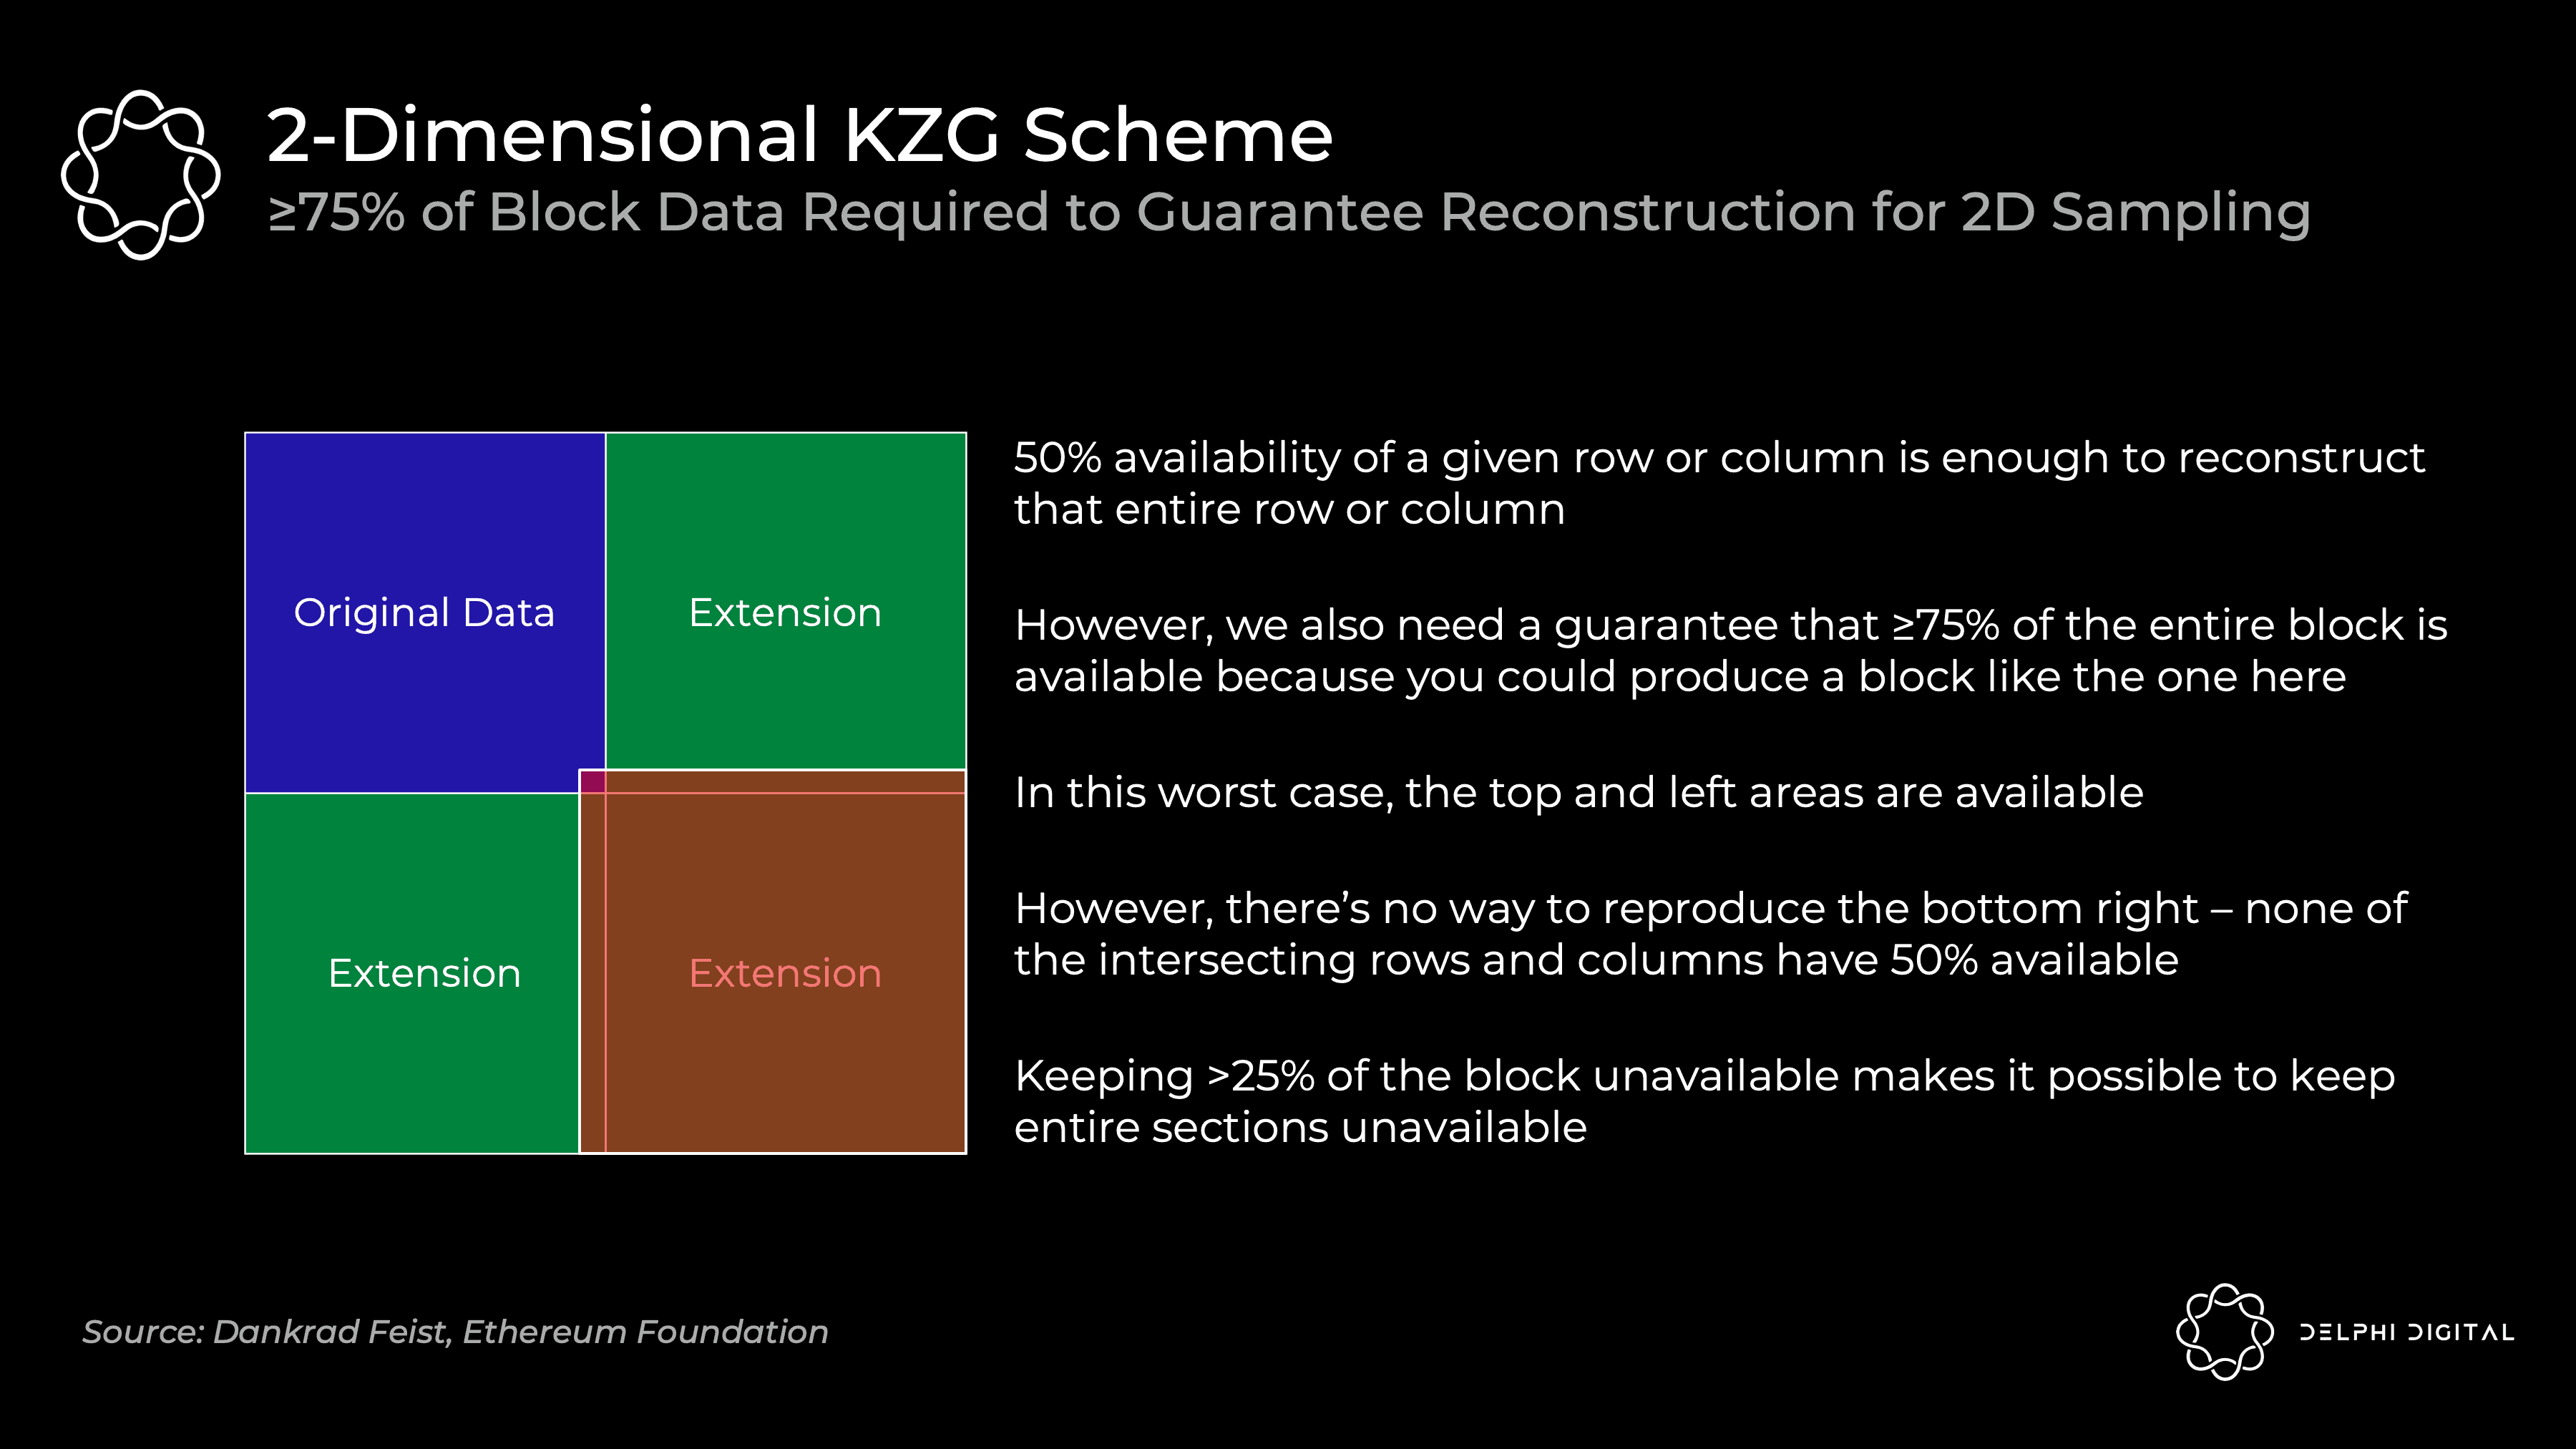 2-Dimensional KZG Scheme
≥75% of Block Data Required to Guarantee Reconstruction for 2D Sampling
Original Data
Extension
Extension
Extension
50% availability of a given row or column is enough to reconstruct
that entire row or column
However, we also need a guarantee that ≥75% of the entire block is
available because you could produce a block like the one here
In this worst case, the top and left areas are available
However, there’s no way to reproduce the bottom right – none of
the intersecting rows and columns have 50% available
Keeping >25% of the block unavailable makes it possible to keep
entire sections unavailable
Source: Dankrad Feist, Ethereum Foundation
DELPHI DIGITAL